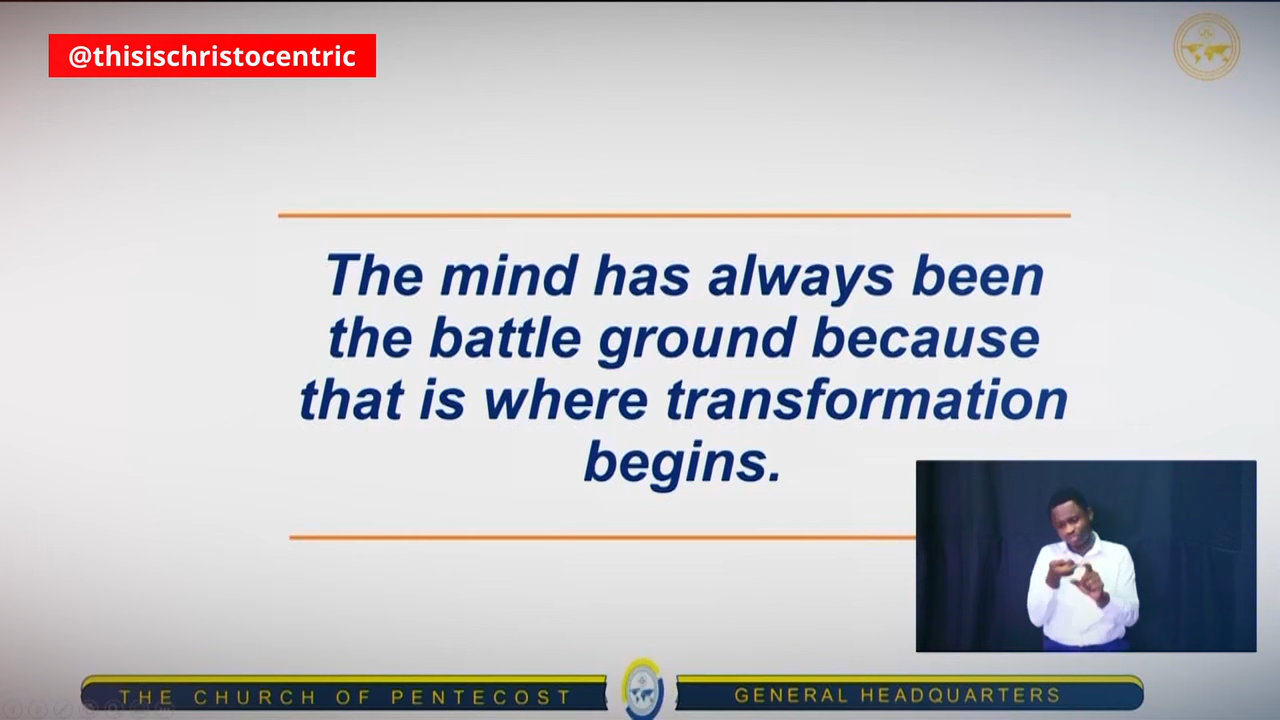 @thisischristocentric
The mind has always been
the battle ground because
that is where transformation
begins.
THE CHURCH OF PENTECOST
GENERAL HEADQUARTERS